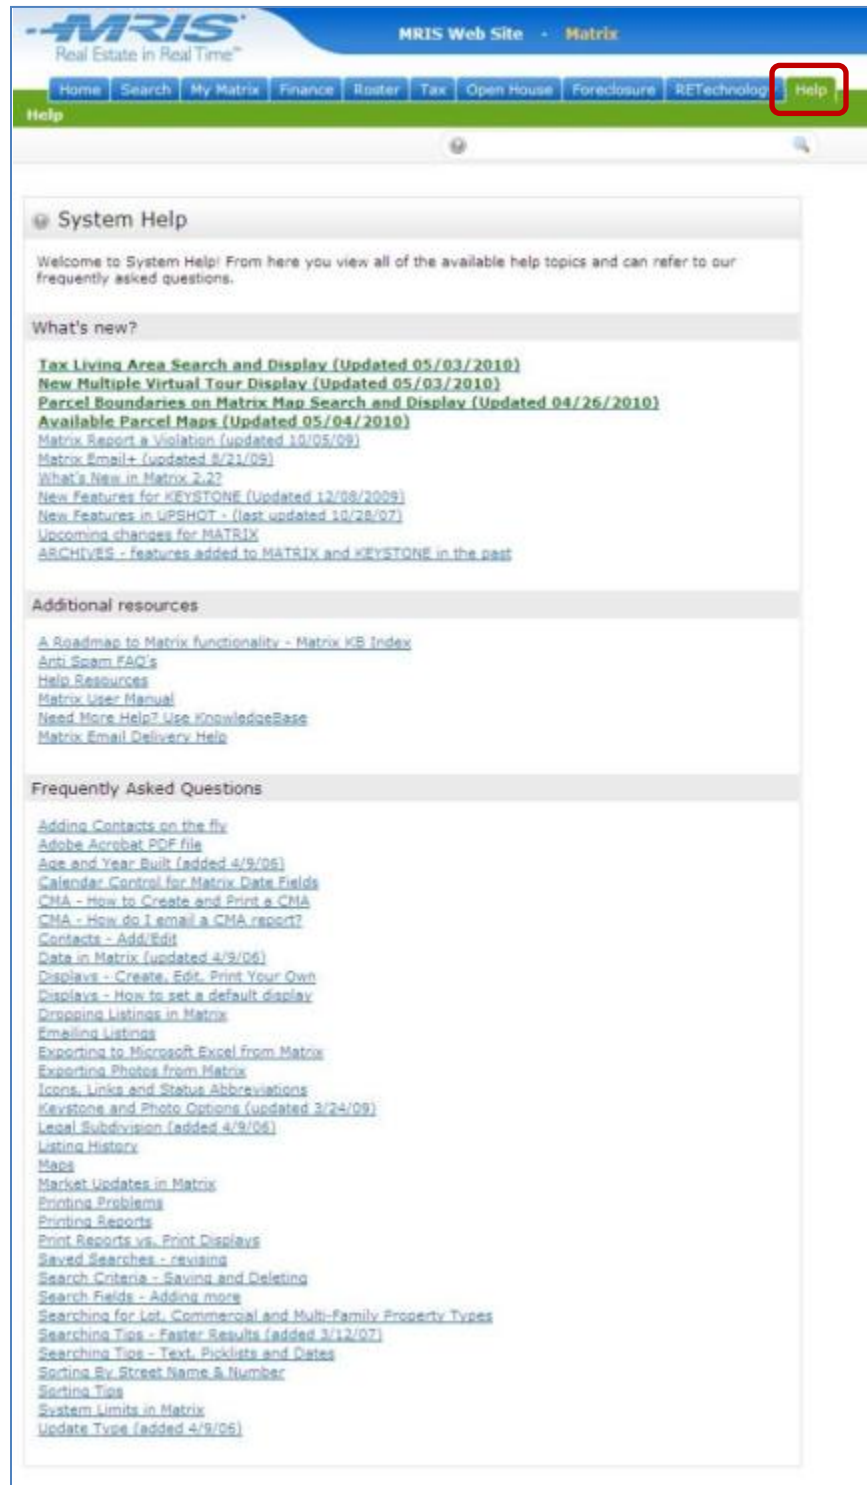 MRIS
Real Estate in Real Time™
MRIS Web Site · Matrix
Home Search My Matrix Finance Roster Tax Open House Foreclosure RETechnology Help
Help
System Help
Welcome to System Help! From here you view all of the available help topics and can refer to our
frequently asked questions.
What's new?
Tax Living Area Search and Display (Updated 05/03/2010)
New Multiple Virtual Tour Display (Updated 05/03/2010)
Parcel Boundaries on Matrix Map Search and Display (Updated 04/26/2010)
Available Parcel Maps (Updated 05/04/2010)
Matrix Report a Violation (updated 10/05/09)
Matrix Email+ (updated 8/21/09)
What's New in Matrix 2.2?
New Features for KEYSTONE (Updated 12/08/2009)
New Features in UPSHOT - (last updated 10/28/07)
Upcoming changes for MATRIX
ARCHIVES - features added to MATRIX and KEYSTONE in the past
Additional resources
A Roadmap to Matrix functionality - Matrix KB Index
Anti Spam FAQ's
Help Resources
Matrix User Manual
Need More Help? Use KnowledgeBase
Matrix Email Delivery Help
Frequently Asked Questions
Adding Contacts on the fly
Adobe Acrobat PDF file
Age and Year Built (added 4/9/06)
Calendar Control for Matrix Date Fields
CMA - How to Create and Print a CMA
CMA - How do I email a CMA report?
Contacts - Add/Edit
Data in Matrix (updated 4/9/06)
Displays - Create, Edit, Print Your Own
Displays - How to set a default display
Dropping Listings in Matrix
Emailing Listings
Exporting to Microsoft Excel from Matrix
Exporting Photos from Matrix
Icons, Links and Status Abbreviations
Keystone and Photo Options (updated 3/24/09)
Legal Subdivision (added 4/9/06)
Listing History
Maps
Market Updates in Matrix
Printing Problems
Printing Reports
Print Reports vs. Print Displays
Saved Searches - revising
Search Criteria - Saving and Deleting
Search Fields - Adding more
Searching for Lot, Commercial and Multi-Family Property Types
Searching Tips - Faster Results (added 3/12/07)
Searching Tips - Text, Picklists and Dates
Sorting By Street Name & Number
Sorting Tips
System Limits in Matrix
Update Type (added 4/9/06)